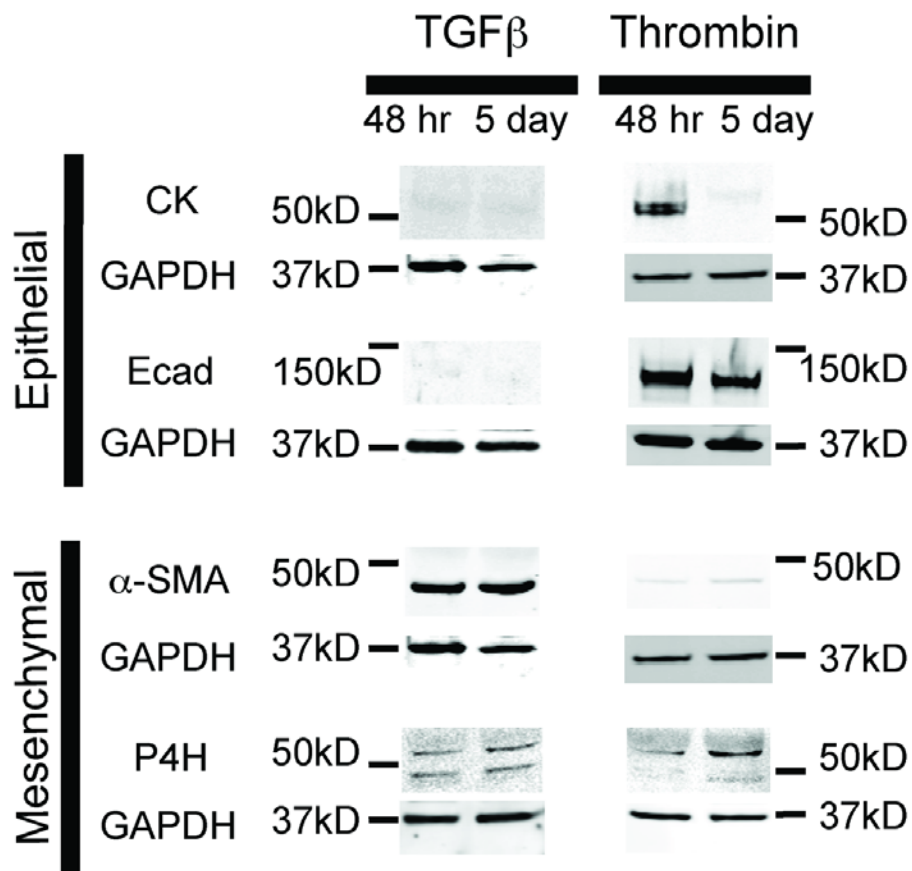 TGFβ Thrombin
48 hr 5 day 48 hr 5 day
Epithelial
CK 50kD 50kD
GAPDH 37kD 37kD
Ecad 150kD 150kD
GAPDH 37kD 37kD
Mesenchymal
α-SMA 50kD 50kD
GAPDH 37kD 37kD
P4H 50kD 50kD
GAPDH 37kD 37kD